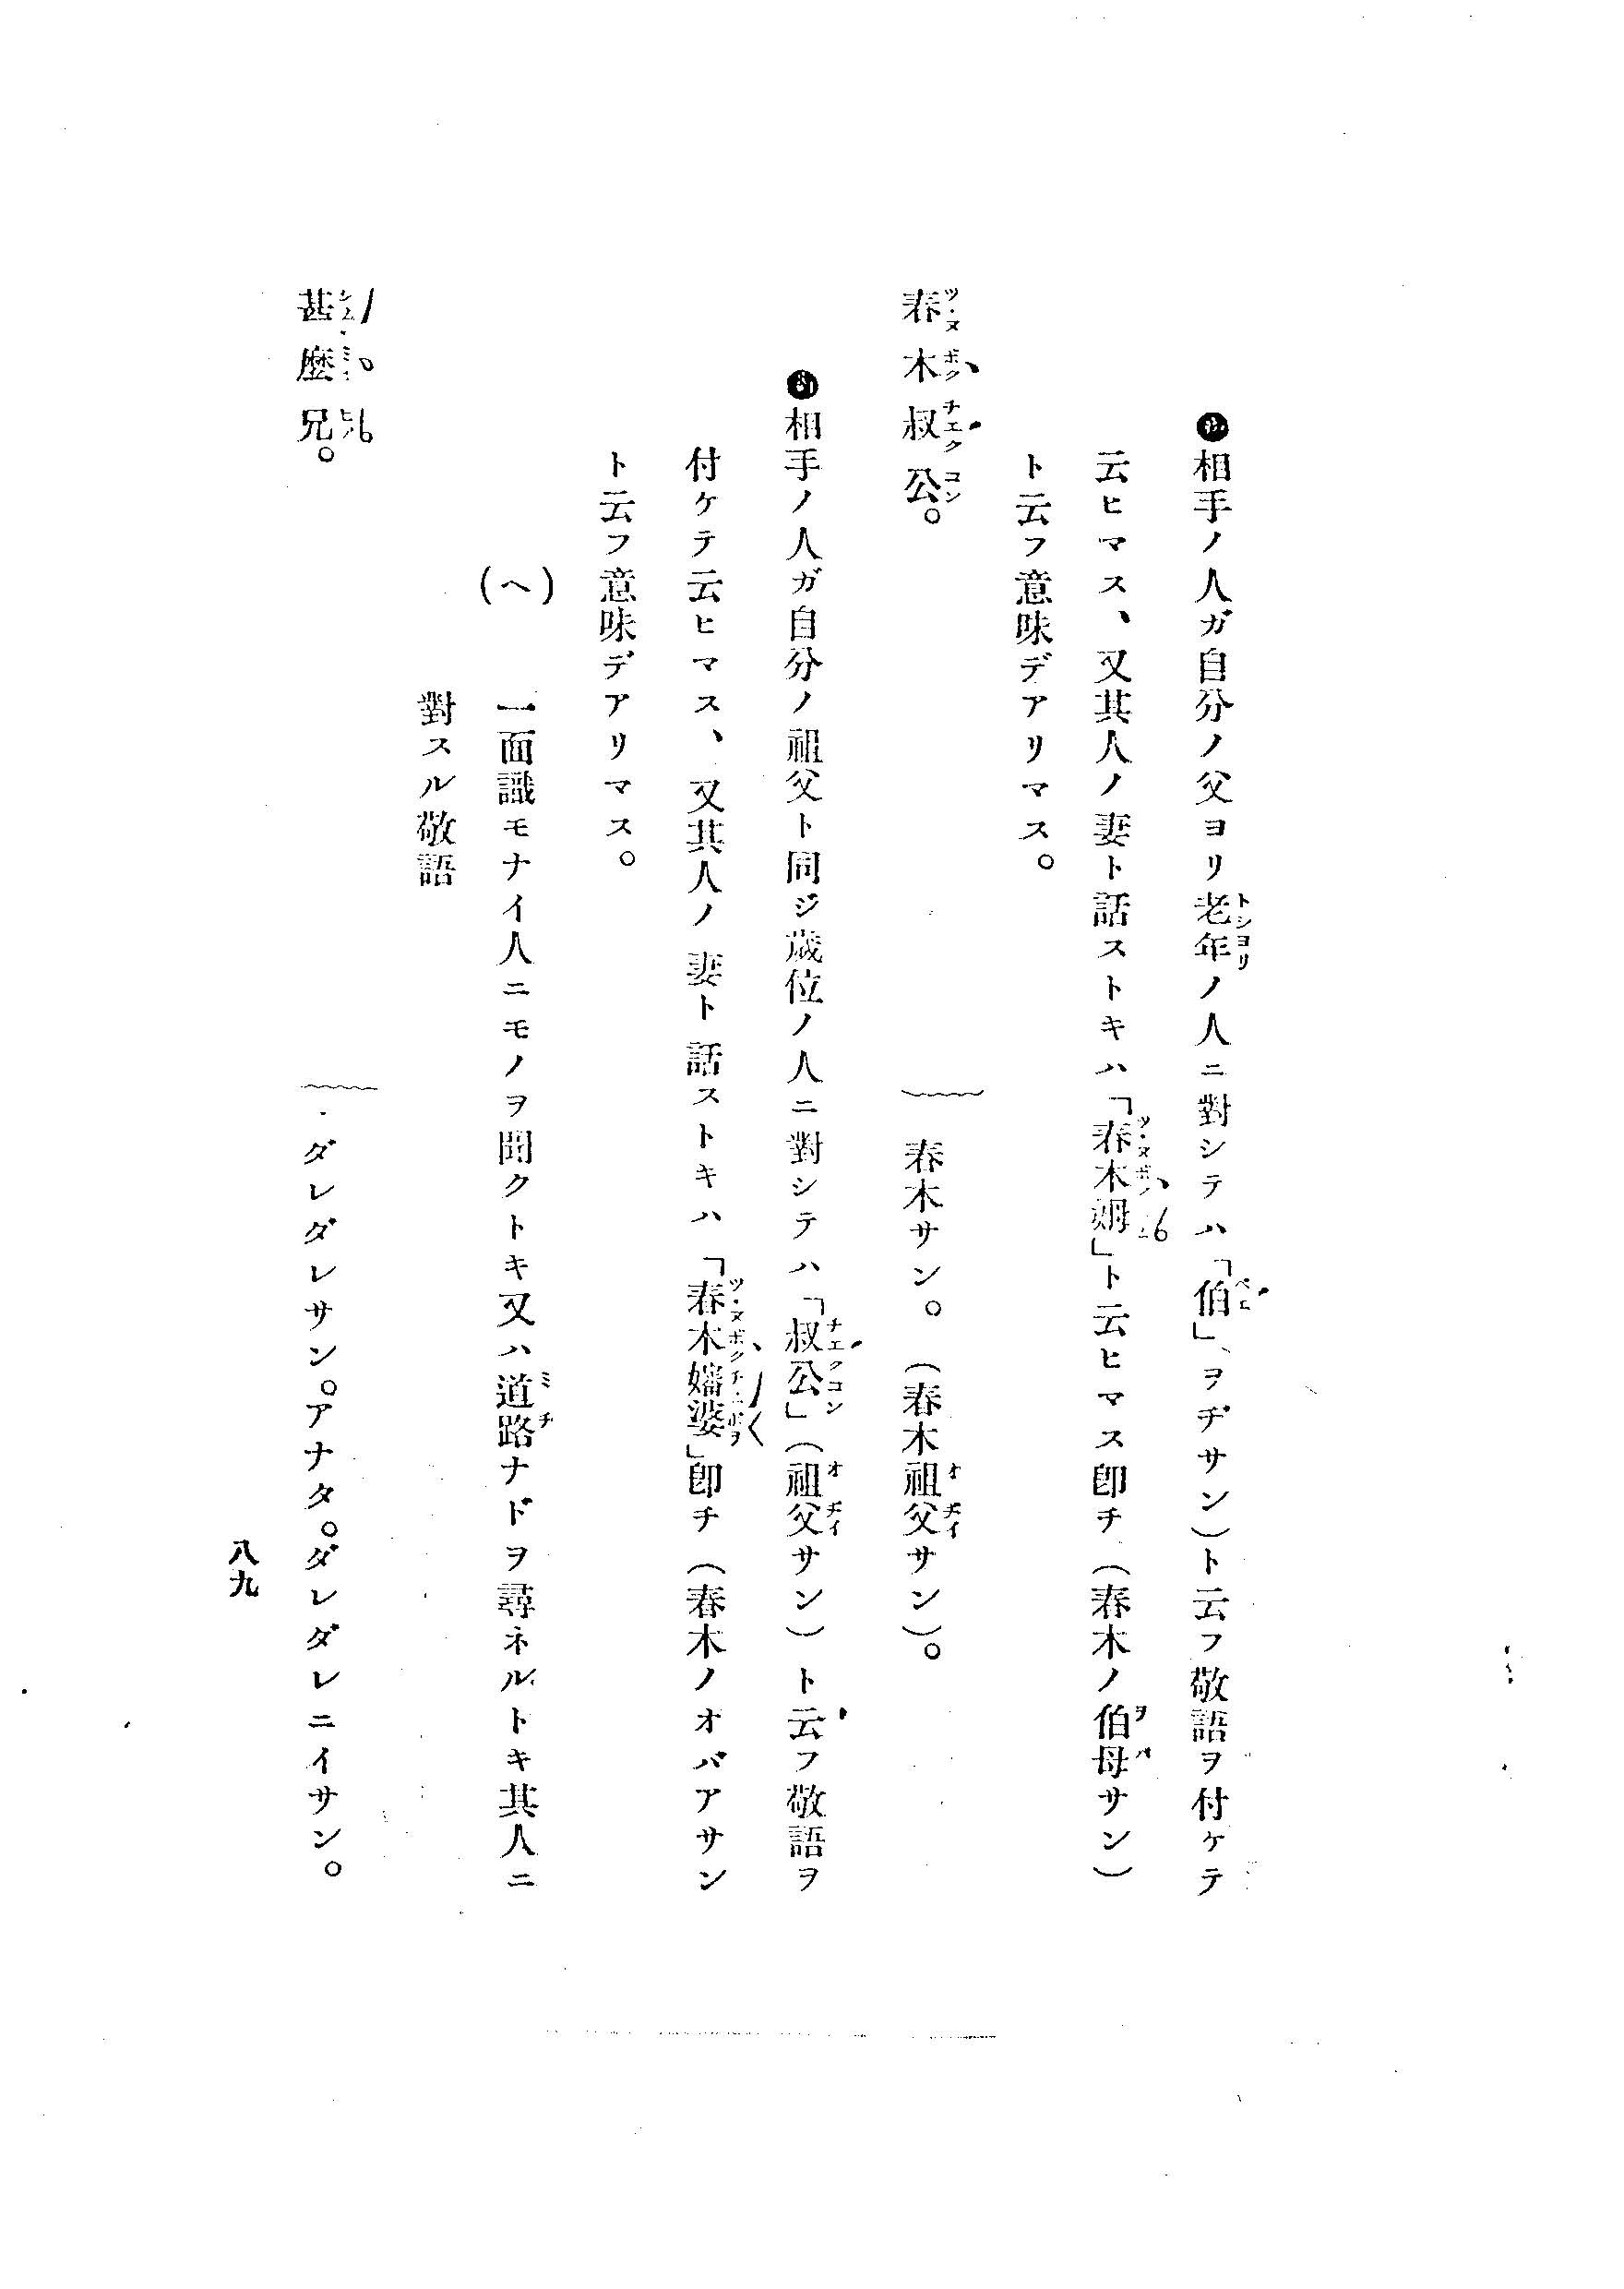 相手ノ人ガ自分ノ父ヨリ老年ノ人ニ對シテハ「伯」、ヲヂサン)ト云フ敬語ヲ付ケテ
云ヒマス、又其人ノ妻ト話ストキハ「春木姆」ト云ヒマス卽チ(春木ノ伯母サン)
ト云フ意味デアリマス。
春木叔公。
春木サン。(春木祖父サン)。
相手ノ人ガ自分ノ祖父ト同ジ歲位ノ人ニ對シテハ「叔公」(祖父サン)ト云フ敬語ヲ
付ケテ云ヒマス、又其人ノ妻ト話ストキハ「春木嬸婆」卽チ(春木ノオバアサン
ト云フ意味デアリマス。
(ヘ) 一面識モナイ人ニモノヲ聞クトキ又ハ道路ナドヲ尋ネルトキ其人ニ
對スル敬語
甚麼兄。
ダレダレサン。アナタ。ダレダレニイサン。
八九